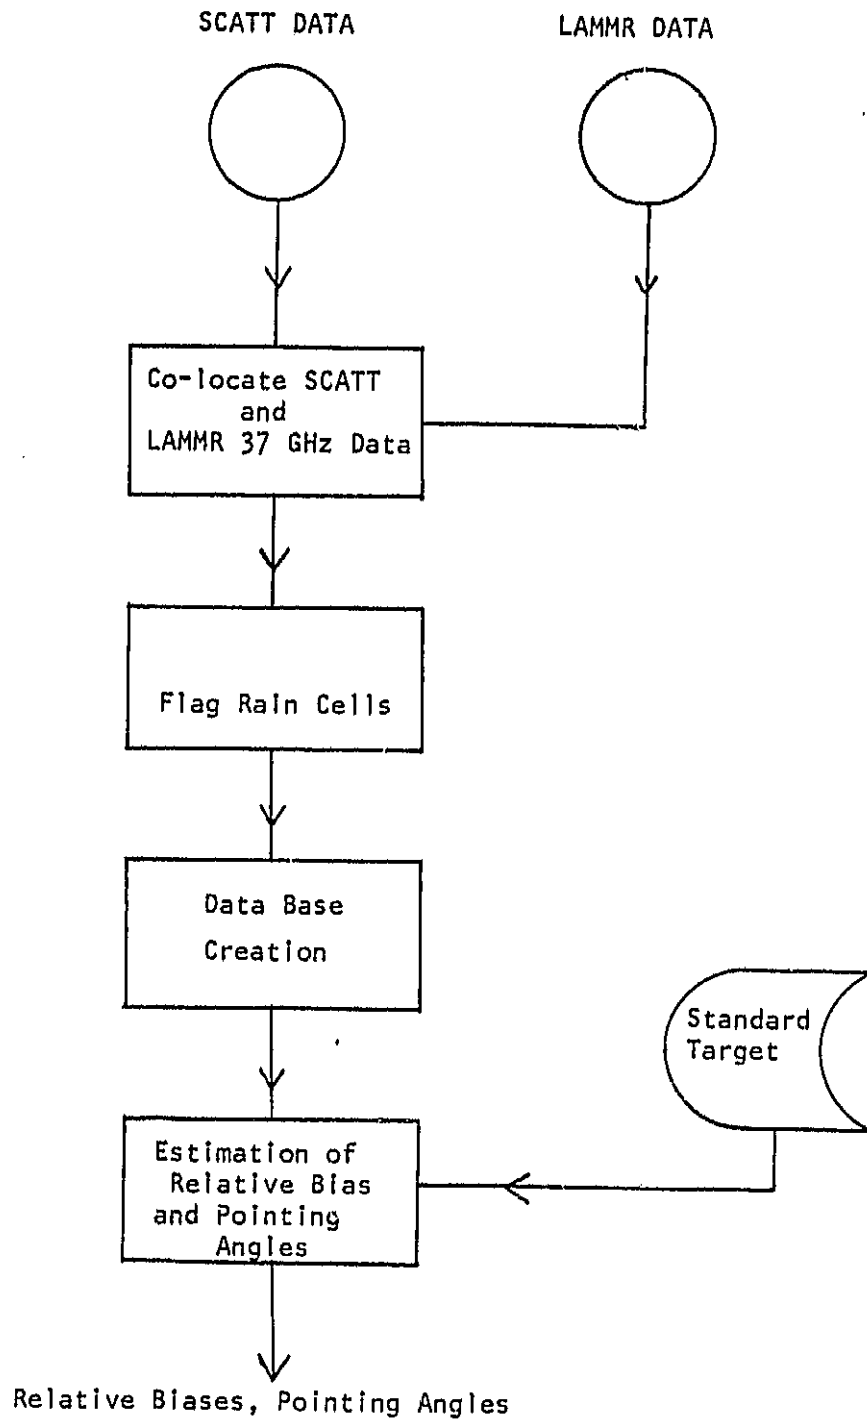 SCATT DATA
LAMMR DATA
Co-locate SCATT
and
LAMMR 37 GHz Data
Flag Rain Cells
Data Base
Creation
Standard
Target
Estimation of
Relative Bias
and Pointing
Angles
Relative Biases, Pointing Angles